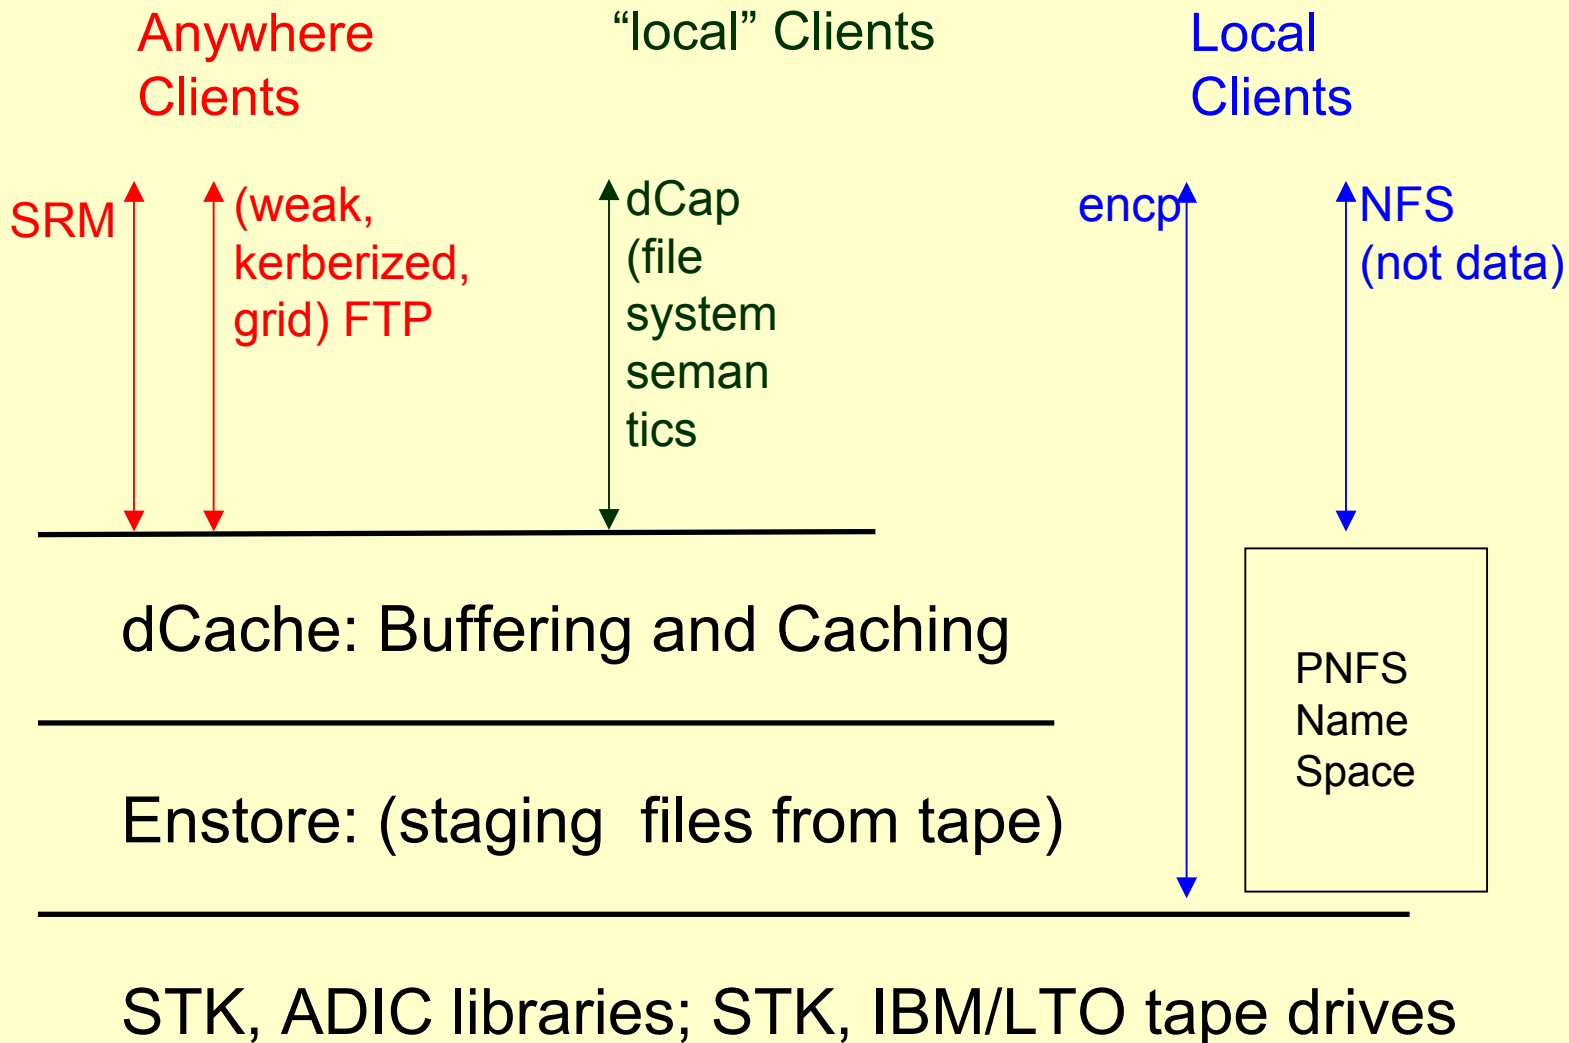 Anywhere
Clients
“local” Clients
Local
Clients
SRM
(weak,
kerberized,
grid) FTP
dCap
(file
system
seman
tics
encp
NFS
(not data)
dCache: Buffering and Caching
PNFS
Name
Space
Enstore: (staging files from tape)
STK, ADIC libraries; STK, IBM/LTO tape drives